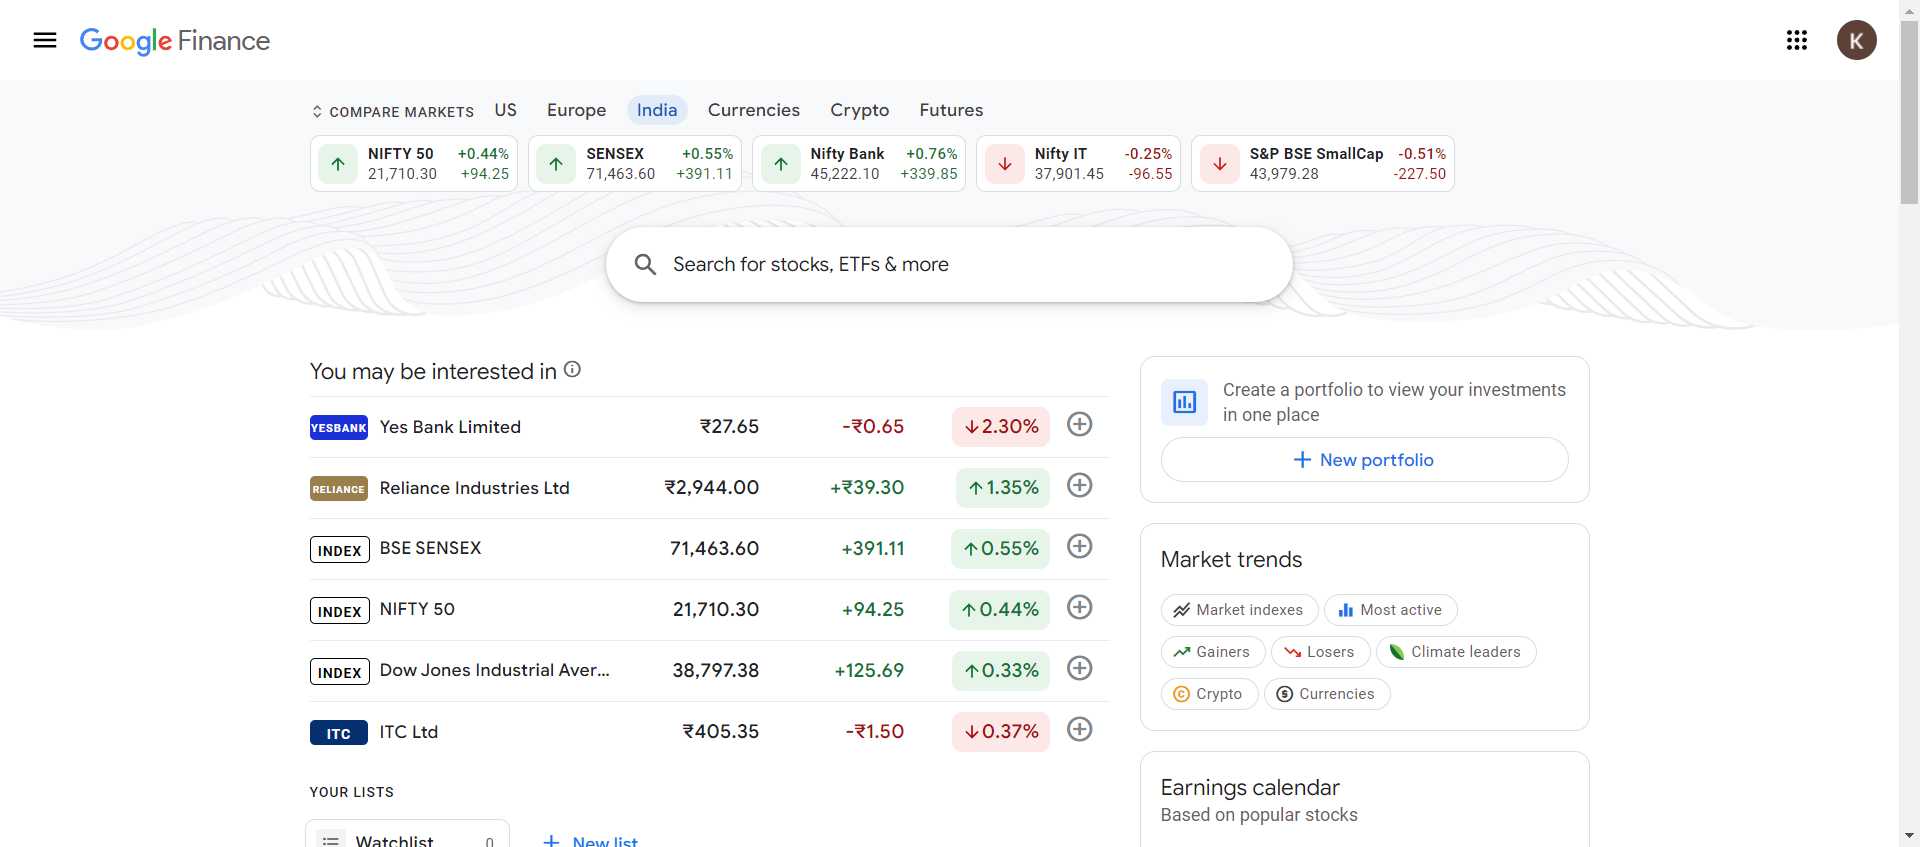 Google Finance
K
COMPARE MARKETS US Europe India Currencies Crypto Futures
NIFTY 50 +0.44%
21,710.30 +94.25
SENSEX +0.55%
71,463.60 +391.11
Nifty Bank +0.76%
45,222.10 +339.85
Nifty IT -0.25%
37,901.45 -96.55
S&P BSE SmallCap -0.51%
43,979.28 -227.50
Search for stocks, ETFs & more
You may be interested in
YESBANK Yes Bank Limited ₹27.65 -₹0.65 2.30%
RELIANCE Reliance Industries Ltd ₹2,944.00 +₹39.30 1.35%
INDEX BSE SENSEX 71,463.60 +391.11 0.55%
INDEX NIFTY 50 21,710.30 +94.25 0.44%
INDEX Dow Jones Industrial Aver... 38,797.38 +125.69 0.33%
ITC ITC Ltd ₹405.35 -₹1.50 0.37%
YOUR LISTS
Watchlist 0 New list
Create a portfolio to view your investments
in one place
New portfolio
Market trends
Market indexes Most active
Gainers Losers Climate leaders
Crypto Currencies
Earnings calendar
Based on popular stocks